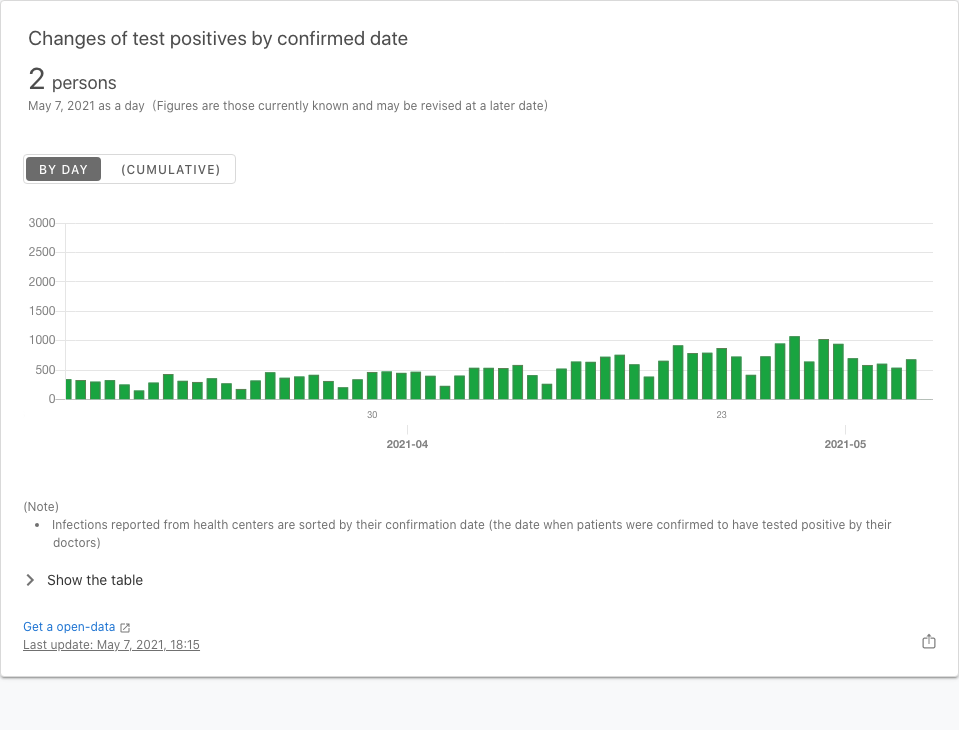 Changes of test positives by confirmed date
2 persons
May 7, 2021 as a day (Figures are those currently known and may be revised at a later date)
BY DAY (CUMULATIVE)
3000
2500
2000
1500
1000
500
0
30 23
2021-04 2021-05
(Note)
• Infections reported from health centers are sorted by their confirmation date (the date when patients were confirmed to have tested positive by their
doctors)
Show the table
Get a open-data
Last update: May 7, 2021, 18:15